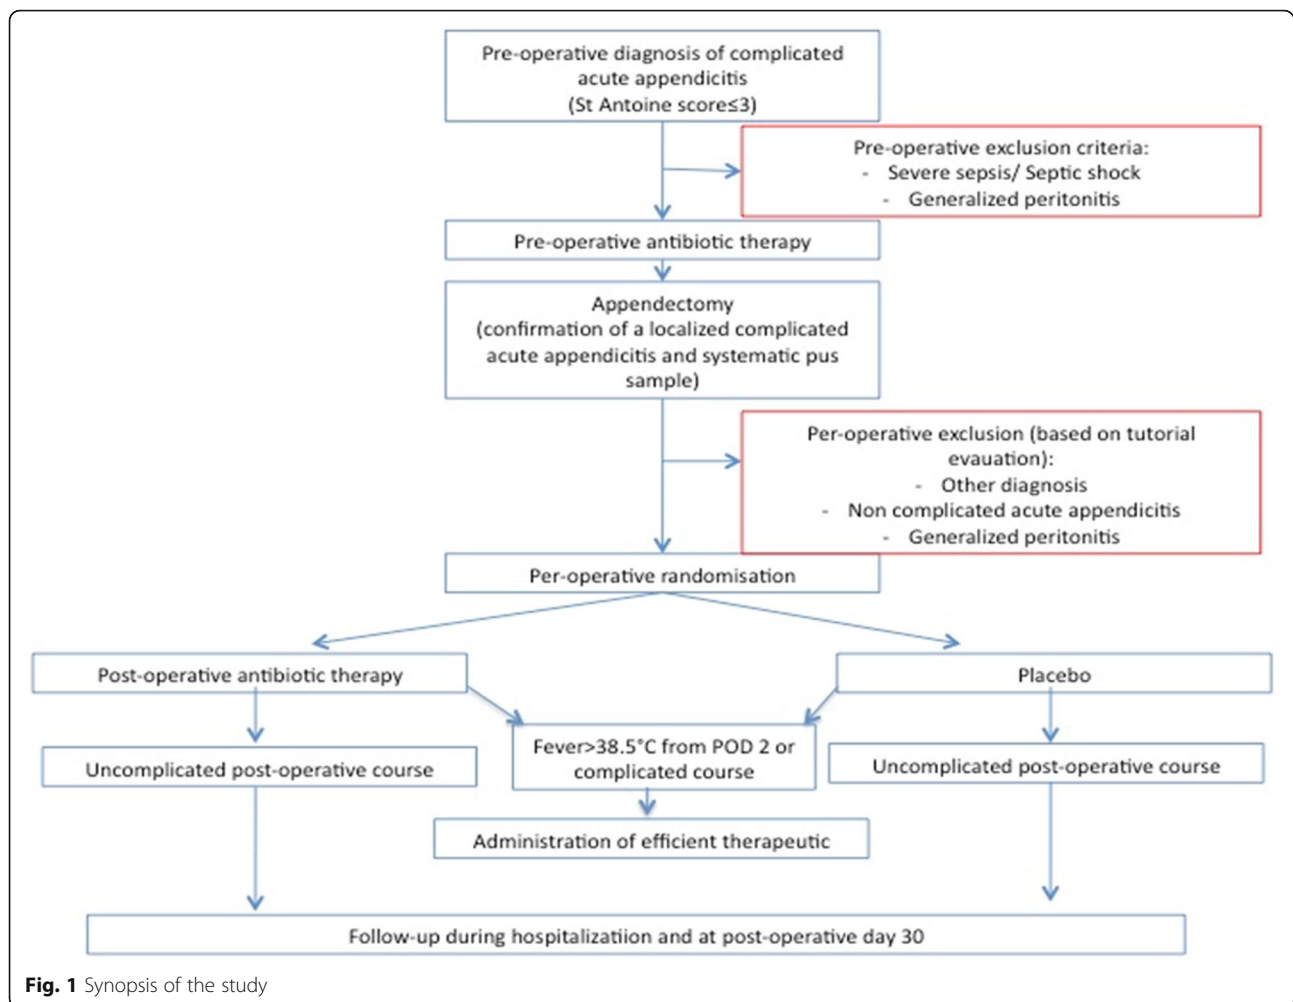 Pre-operative diagnosis of complicated
acute appendicitis
(St Antoine score≤3)
Pre-operative exclusion criteria:
- Severe sepsis/ Septic shock
- Generalized peritonitis
Pre-operative antibiotic therapy
Appendectomy
(confirmation of a localized complicated
acute appendicitis and systematic pus
sample)
Per-operative exclusion (based on tutorial
evauation):
- Other diagnosis
- Non complicated acute appendicitis
- Generalized peritonitis
Per-operative randomisation
Post-operative antibiotic therapy
Placebo
Fever>38.5°C from POD 2 or
complicated course
Uncomplicated post-operative course
Uncomplicated post-operative course
Administration of efficient therapeutic
Follow-up during hospitalizatiion and at post-operative day 30
Fig. 1 Synopsis of the study